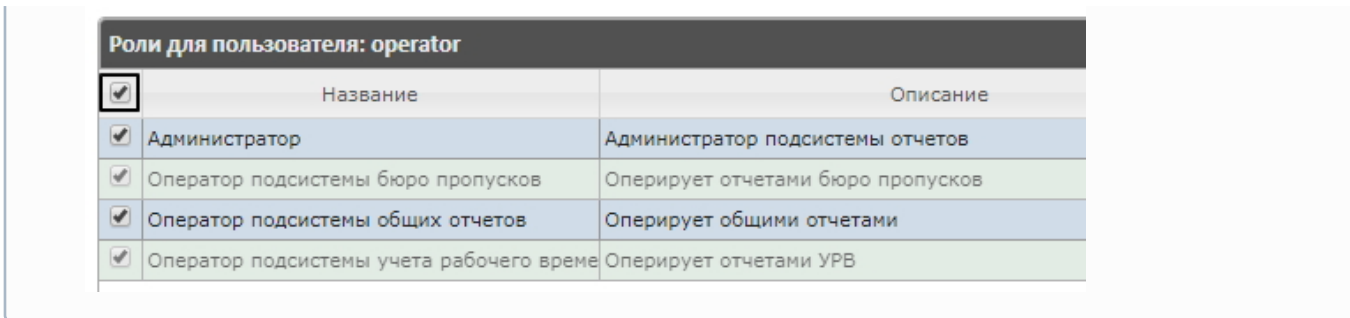 Роли для пользователя: operator
Название Описание
Администратор Администратор подсистемы отчетов
Оператор подсистемы бюро пропусков Оперирует отчетами бюро пропусков
Оператор подсистемы общих отчетов Оперирует общими отчетами
Оператор подсистемы учета рабочего време Оперирует отчетами УРВ